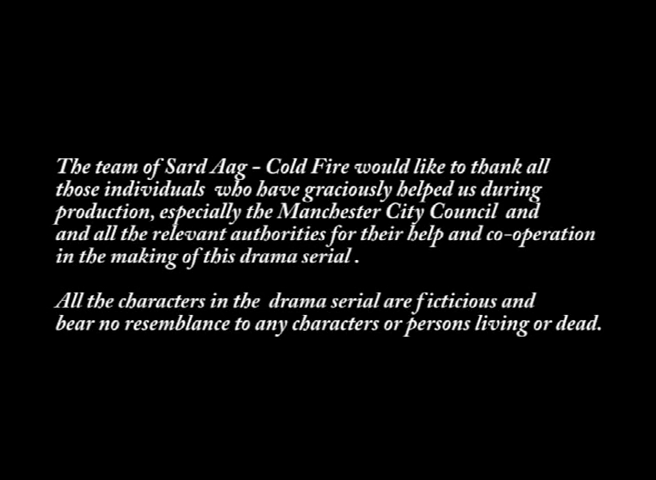 The team of Sard Aag - Cold Fire would like to thank all
those individuals who have graciously helped us during
production, especially the Manchester City Council and
and all the relevant authorities for their help and co-operation
in the making of this drama serial .
All the characters in the drama serial are ficticious and
bear no resemblance to any characters or persons living or dead.